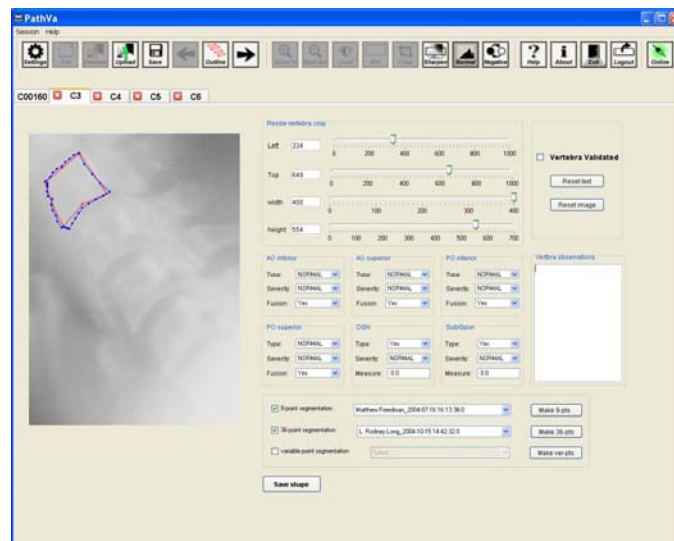 PathVa
Session Help
Settings Upload Save Outline Sharpen Normal Negative Help About Exit Logout Online
C00160 C3 C4 C5 C6
Resize vertebra crop
Left 334
0 200 400 600 800 1000
Top 649
0 200 400 600 800 1000
width 400
0 100 200 300 400
height 554
0 100 200 300 400 500 600 700
Vertebra Validated
Reset text
Reset image
AO inferior AO superior PO inferior Vertbra observations
Type: NORMAL Type: NORMAL Type: NORMAL
Severity: NORMAL Severity: NORMAL Severity: NORMAL
Fusion: Yes Fusion: Yes Fusion: Yes
PO superior DSN Subl/Spon
Type: NORMAL Type: Yes Type: Yes
Severity: NORMAL Severity: NORMAL Severity: NORMAL
Fusion: Yes Measure: 0.0 Measure: 0.0
9-point segmentation Matthew Freedman_2004-07-16 16:13:36.0 Make 9-pts
36-point segmentation L. Rodney Long_2004-10-15 14:42:32.0 Make 36-pts
variable point segmentation Select Make var-pts
Save shape